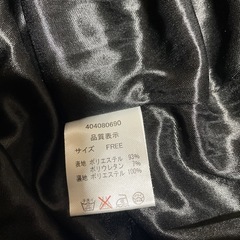 404080690
品質表示
サイズ FREE
表地 ポリエステル 93%
ポリウレタン 7%
裏地 ポリエステル 100%